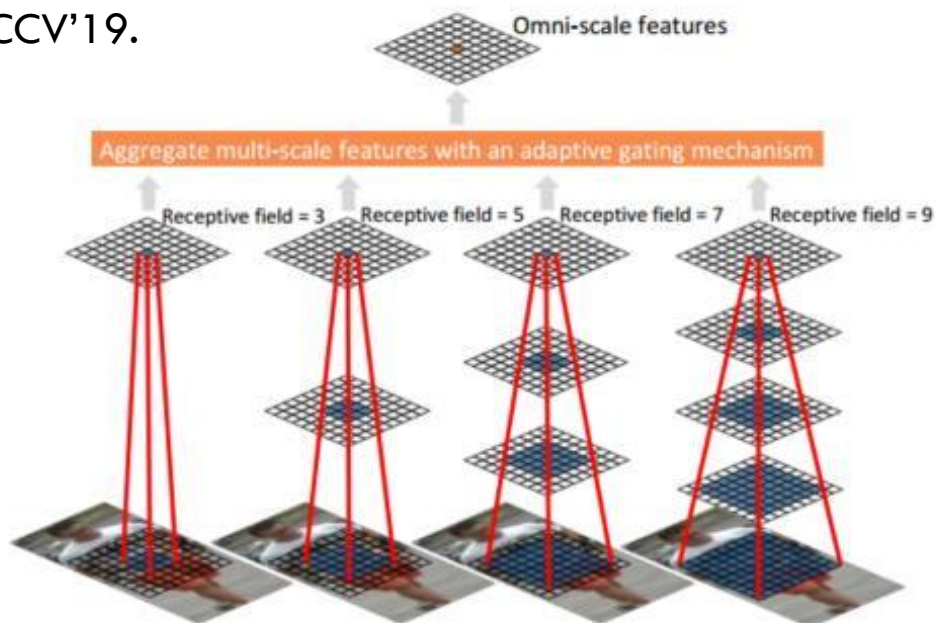 CCV’19.
Omni-scale features
Aggregate multi-scale features with an adaptive gating mechanism
Receptive field = 3
Receptive field = 5
Receptive field = 7
Receptive field = 9